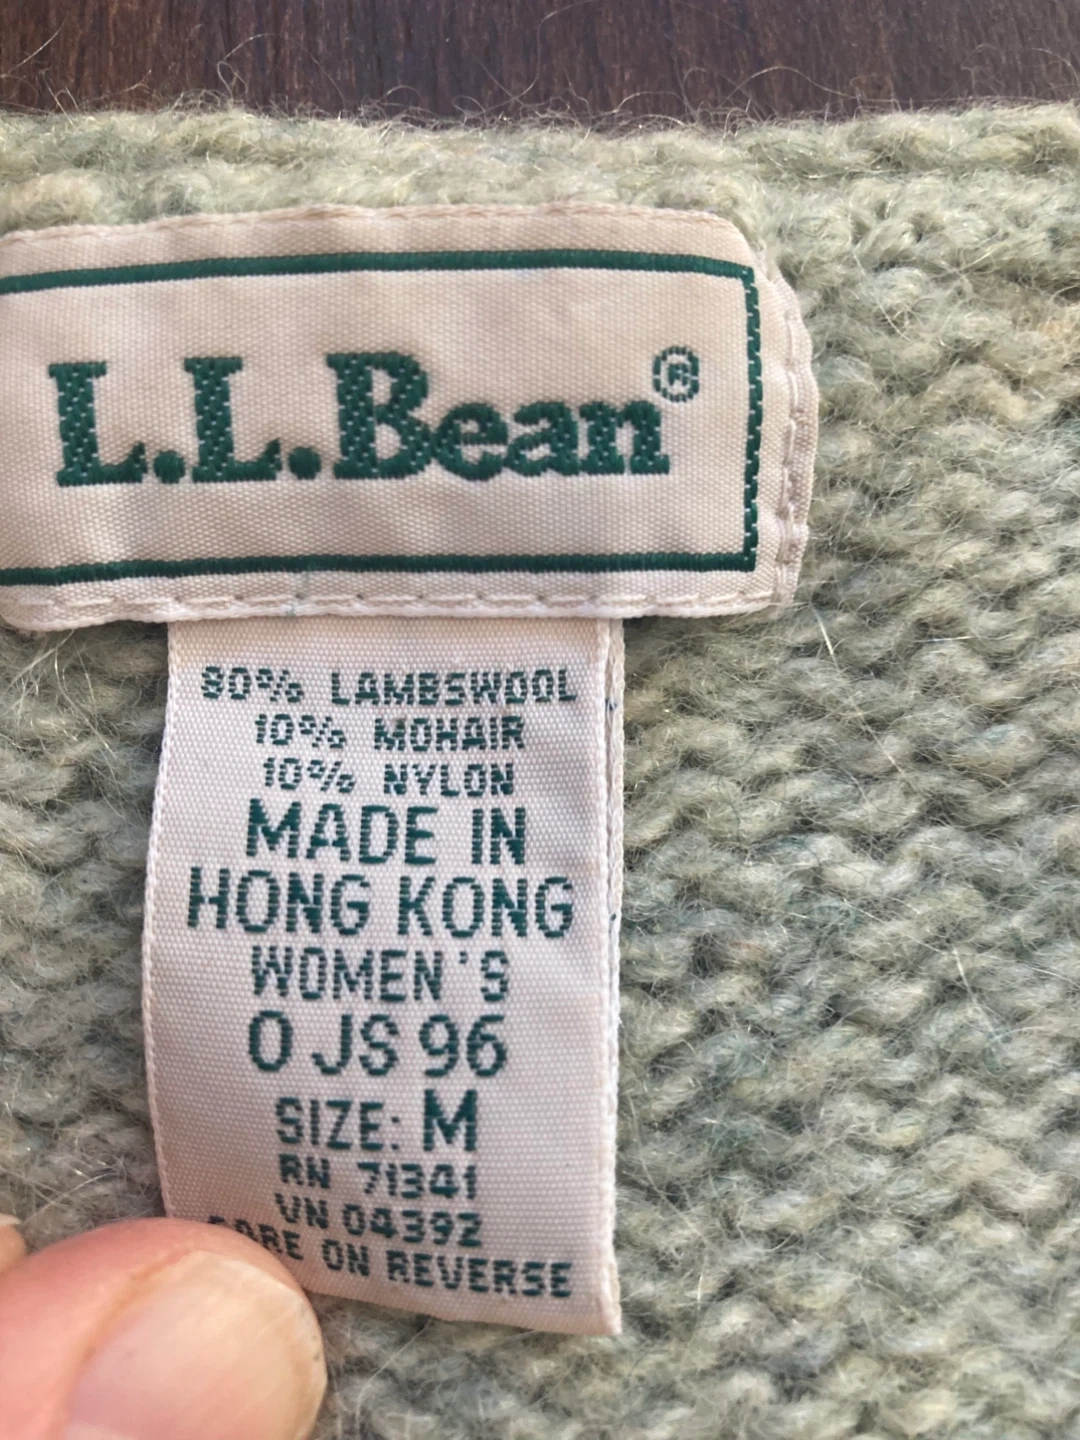 L.L.Bean®
80% LAMBSWOOL
10% MOHAIR
10% NYLON
MADE IN
HONG KONG
WOMEN'S
0 JS 96
SIZE: M
RN 71341
VN 04392
CARE ON REVERSE